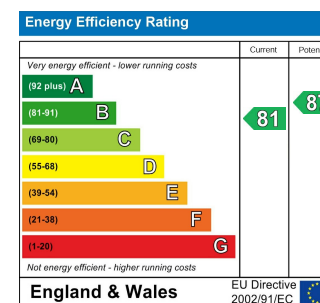 Energy Efficiency Rating
Current
Very energy efficient - lower running costs
(92 plus) A
(81-91) B
81
(69-80) C
(55-68) D
(39-54) E
(21-38) F
(1-20) G
Not energy efficient - higher running costs
England & Wales
EU Directive
2002/91/EC